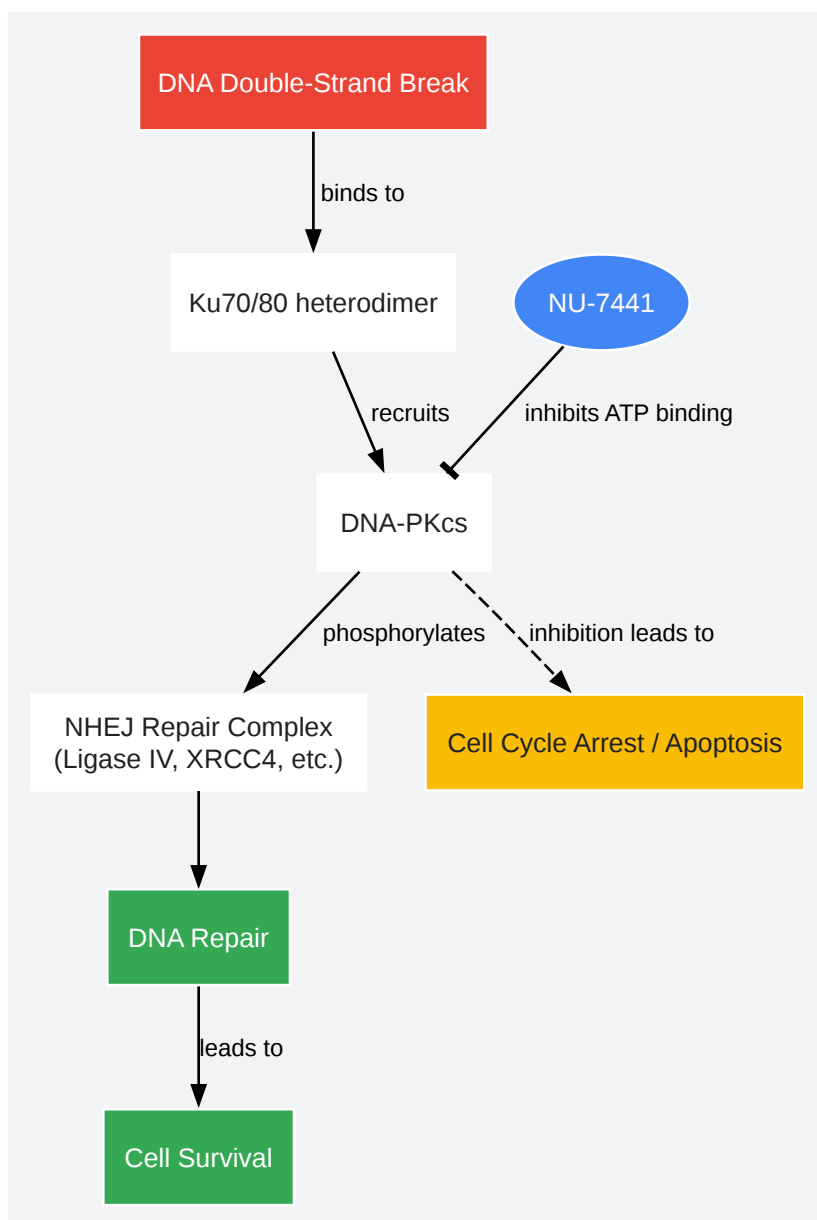 DNA Double-Strand Break
binds to
Ku70/80 heterodimer
NU-7441
recruits
inhibits ATP binding
DNA-PKcs
phosphorylates
inhibition leads to
NHEJ Repair Complex
(Ligase IV, XRCC4, etc.)
Cell Cycle Arrest / Apoptosis
DNA Repair
leads to
Cell Survival